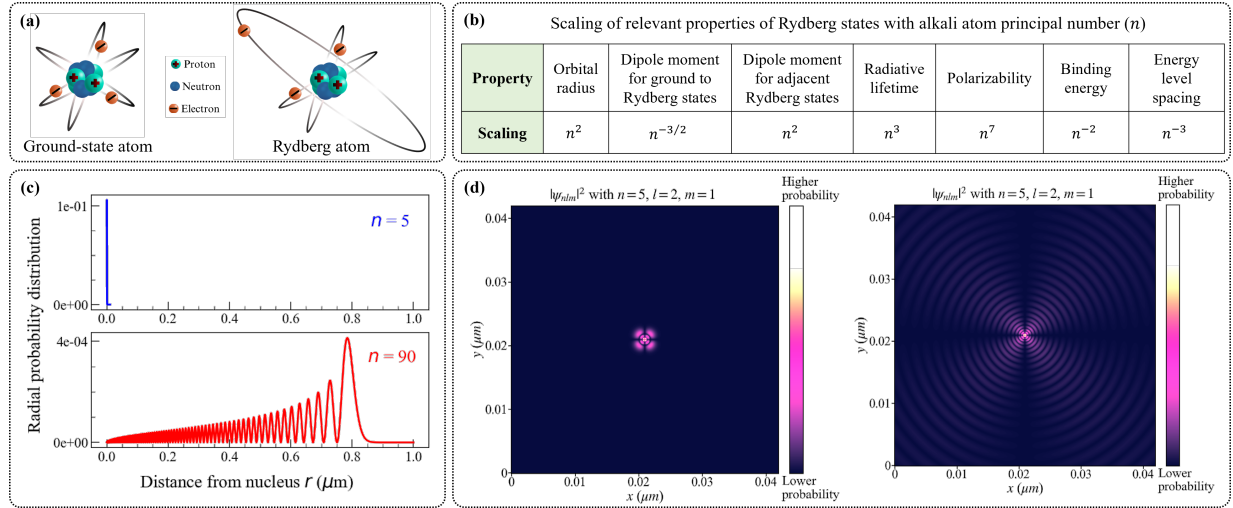 (a)
Proton
Neutron
Electron
Ground-state atom
Rydberg atom
(b)
Scaling of relevant properties of Rydberg states with alkali atom principal number (n)
Property
Orbital
radius
Dipole moment
for ground to
Rydberg states
Dipole moment
for adjacent
Rydberg states
Radiative
lifetime
Polarizability
Binding
energy
Energy
level
spacing
Scaling
n²
n⁻³/²
n²
n³
n⁷
n⁻²
n⁻³
(c)
Radial probability distribution
1e−01
0e+00
n = 5
0.0 0.2 0.4 0.6 0.8 1.0
4e-04
0e+00
n = 90
0.0 0.2 0.4 0.6 0.8 1.0
Distance from nucleus r (μm)
(d)
|ψnlm|² with n = 5, l = 2, m = 1
Higher
probability
0.04
0.03
0.02
0.01
0
y (μm)
0 0.01 0.02 0.03 0.04
x (μm)
Lower
probability
|ψnlm|² with n = 5, l = 2, m = 1
Higher
probability
0.04
0.03
0.02
0.01
0
y (μm)
0 0.01 0.02 0.03 0.04
x (μm)
Lower
probability